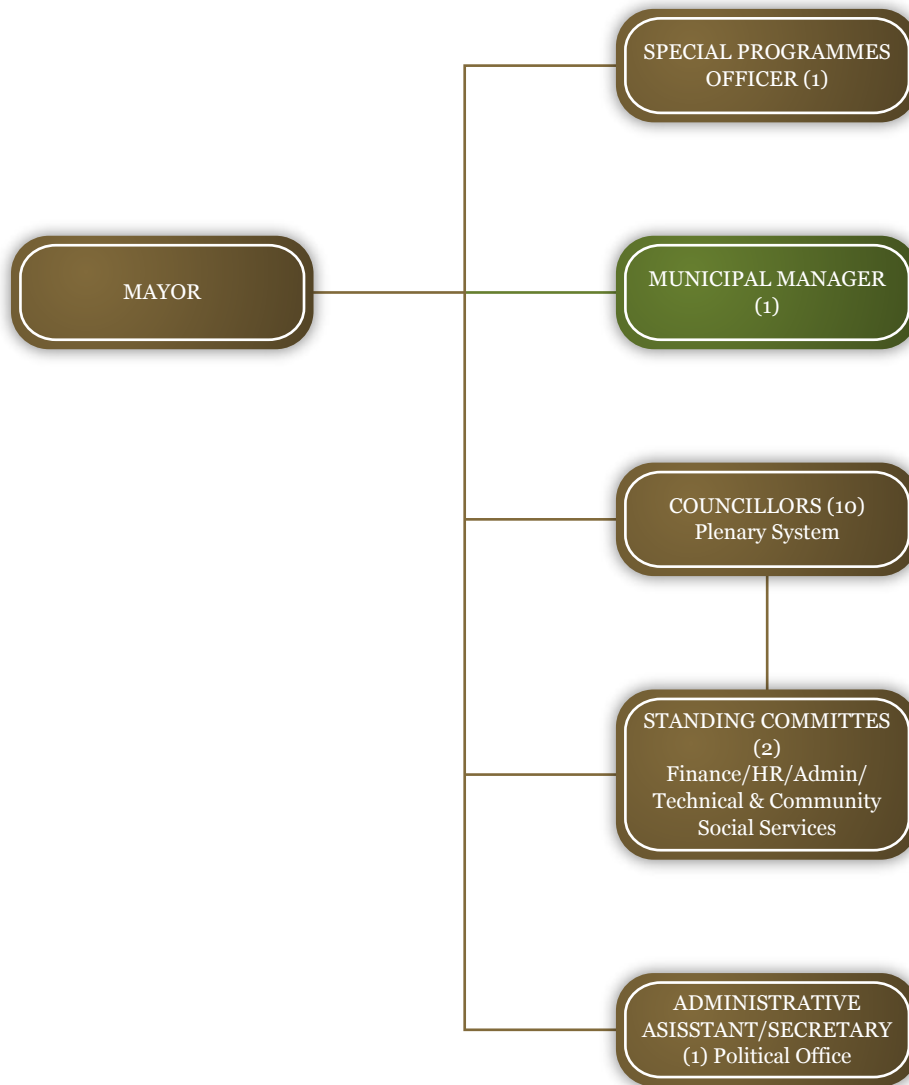 SPECIAL PROGRAMMES
OFFICER (1)
MAYOR
MUNICIPAL MANAGER
(1)
COUNCILLORS (10)
Plenary System
STANDING COMMITTES
(2)
Finance/HR/Admin/
Technical & Community
Social Services
ADMINISTRATIVE
ASISSTANT/SECRETARY
(1) Political Office